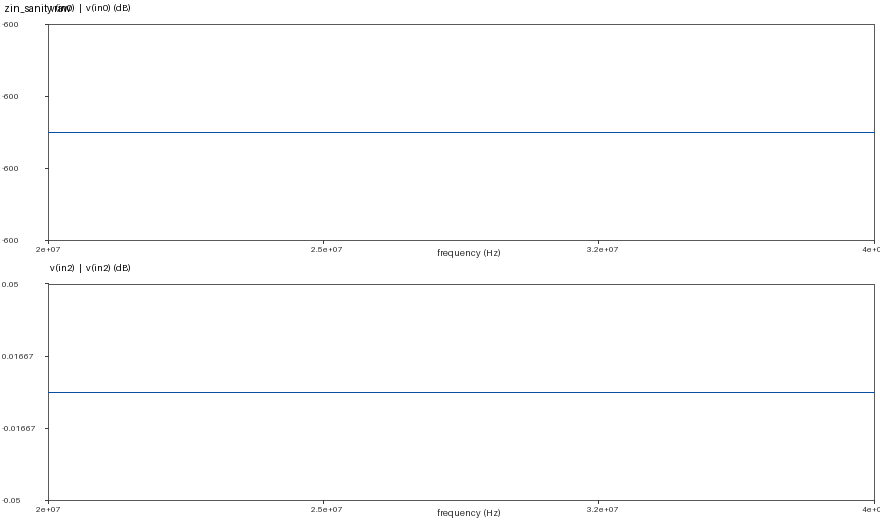 zin_sanity.raw v(in0) | v(in0) (dB)
-600
-600
-600
-600
2e+07 2.5e+07 3.2e+07 4e+0
frequency (Hz)
v(in2) | v(in2) (dB)
0.05
0.01667
-0.01667
-0.05
2e+07 2.5e+07 3.2e+07 4e+0
frequency (Hz)